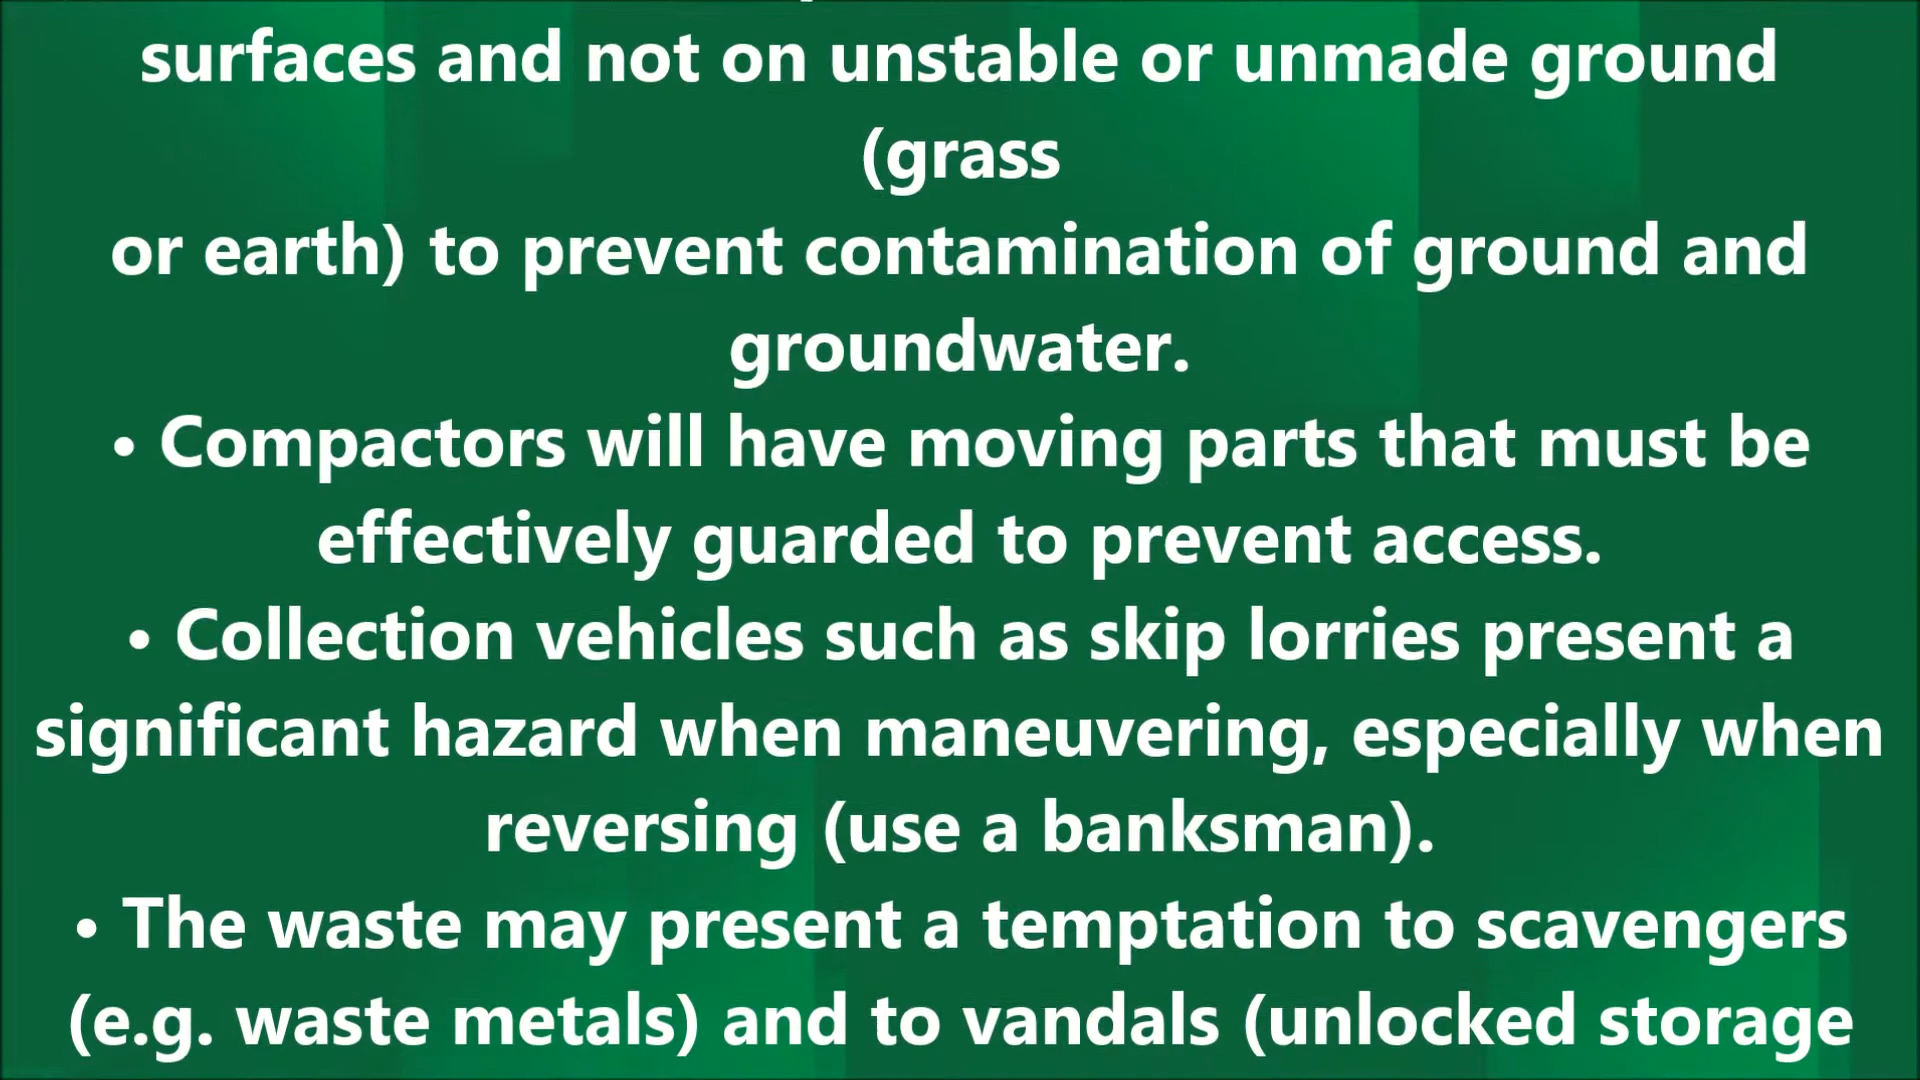 surfaces and not on unstable or unmade ground
(grass
or earth) to prevent contamination of ground and
groundwater.
• Compactors will have moving parts that must be
effectively guarded to prevent access.
• Collection vehicles such as skip lorries present a
significant hazard when maneuvering, especially when
reversing (use a banksman).
• The waste may present a temptation to scavengers
(e.g. waste metals) and to vandals (unlocked storage